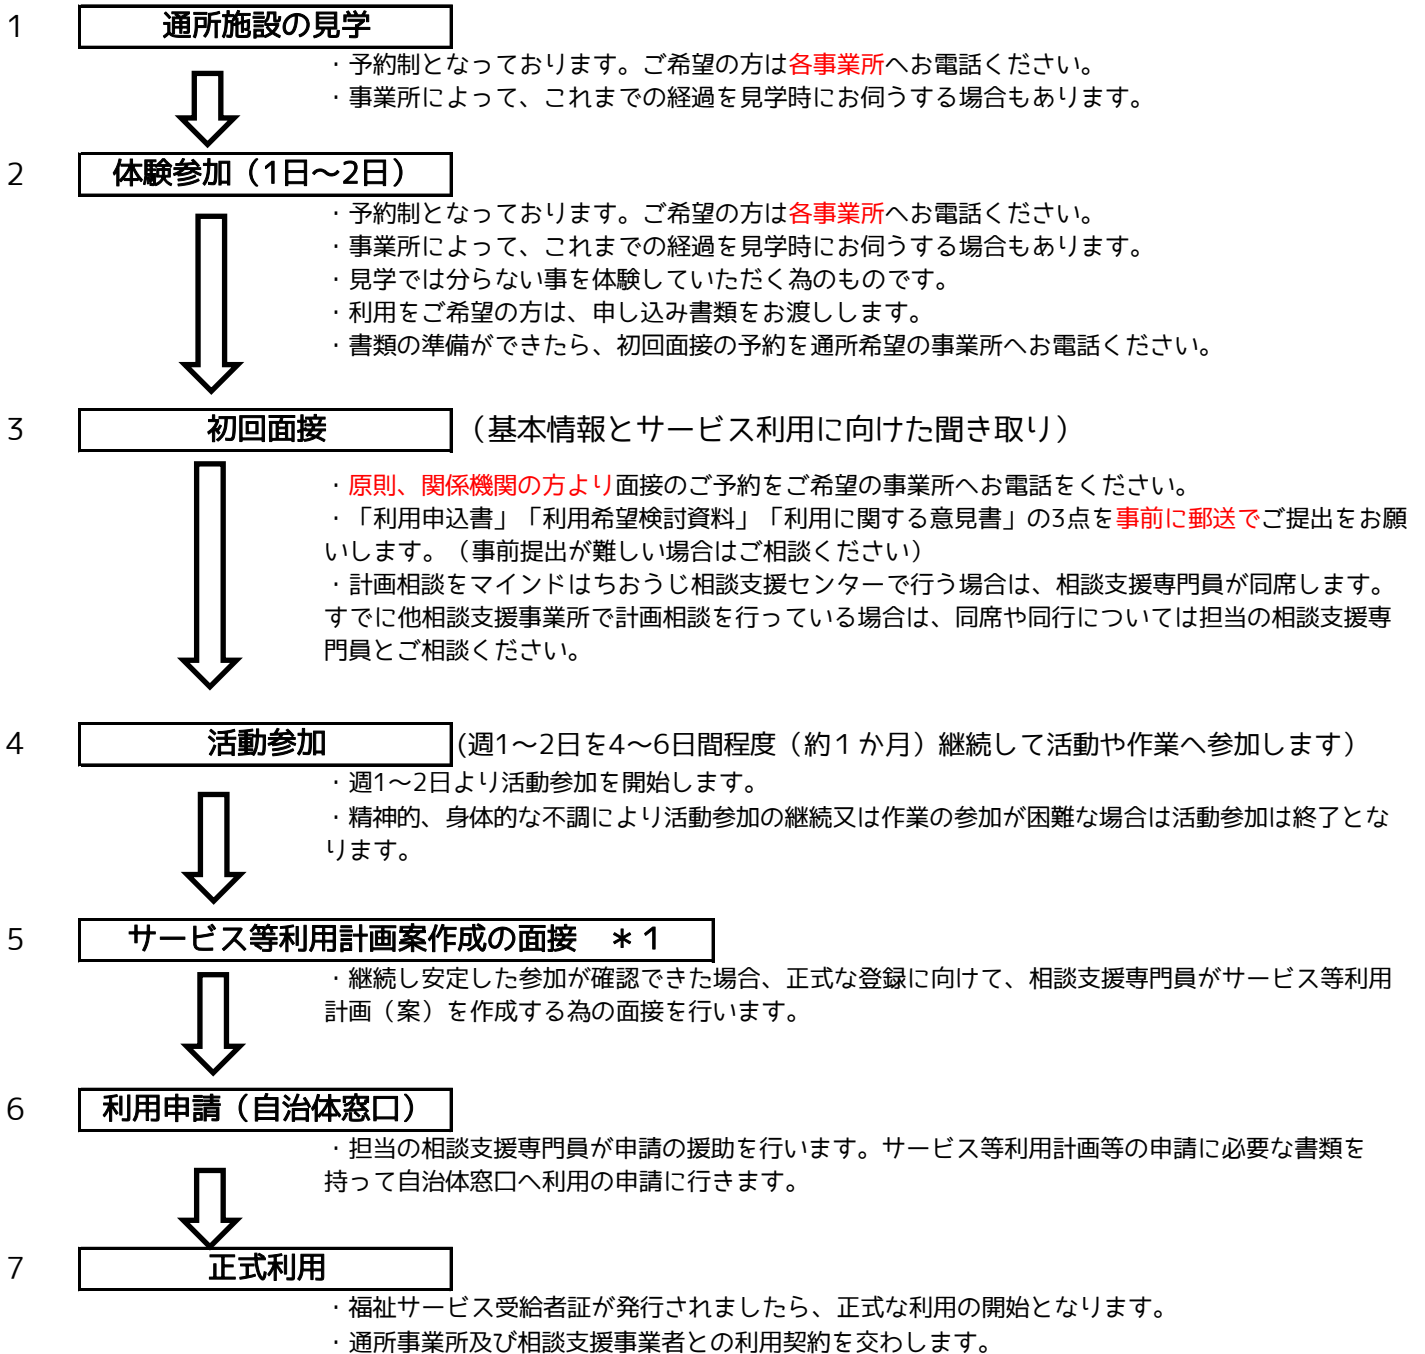 1 通所施設の見学
・予約制となっております。ご希望の方は各事業所へお電話ください。
・事業所によって、これまでの経過を見学時にお伺うする場合もあります。
2 体験参加（1日～2日）
・予約制となっております。ご希望の方は各事業所へお電話ください。
・事業所によって、これまでの経過を見学時にお伺うする場合もあります。
・見学では分らない事を体験していただく為のものです。
・利用をご希望の方は、申し込み書類をお渡しします。
・書類の準備ができたら、初回面接の予約を通所希望の事業所へお電話ください。
3 初回面接 （基本情報とサービス利用に向けた聞き取り）
・原則、関係機関の方より面接のご予約をご希望の事業所へお電話をください。
・「利用申込書」「利用希望検討資料」「利用に関する意見書」の3点を事前に郵送でご提出をお願
いします。（事前提出が難しい場合はご相談ください）
・計画相談をマインドはちおうじ相談支援センターで行う場合は、相談支援専門員が同席します。
すでに他相談支援事業所で計画相談を行っている場合は、同席や同行については担当の相談支援専
門員とご相談ください。
4 活動参加 (週1～2日を4～6日間程度（約１か月）継続して活動や作業へ参加します）
・週1～2日より活動参加を開始します。
・精神的、身体的な不調により活動参加の継続又は作業の参加が困難な場合は活動参加は終了とな
ります。
5 サービス等利用計画案作成の面接　＊1
・継続し安定した参加が確認できた場合、正式な登録に向けて、相談支援専門員がサービス等利用
計画（案）を作成する為の面接を行います。
6 利用申請（自治体窓口）
・担当の相談支援専門員が申請の援助を行います。サービス等利用計画等の申請に必要な書類を
持って自治体窓口へ利用の申請に行きます。
7 正式利用
・福祉サービス受給者証が発行されましたら、正式な利用の開始となります。
・通所事業所及び相談支援事業者との利用契約を交わします。